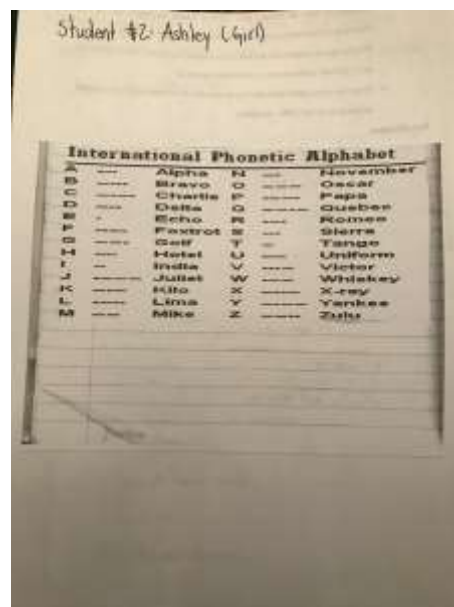 Student #2: Ashley (Girl)
International Phonetic Alphabet
A Alpha N November
B Bravo O Oscar
C Charlie P Papa
D Delta Q Quebec
E Echo R Romeo
F Foxtrot S Sierra
G Golf T Tango
H Hotel U Uniform
I India V Victor
J Juliet W Whiskey
K Kilo X X-ray
L Lima Y Yankee
M Mike Z Zulu